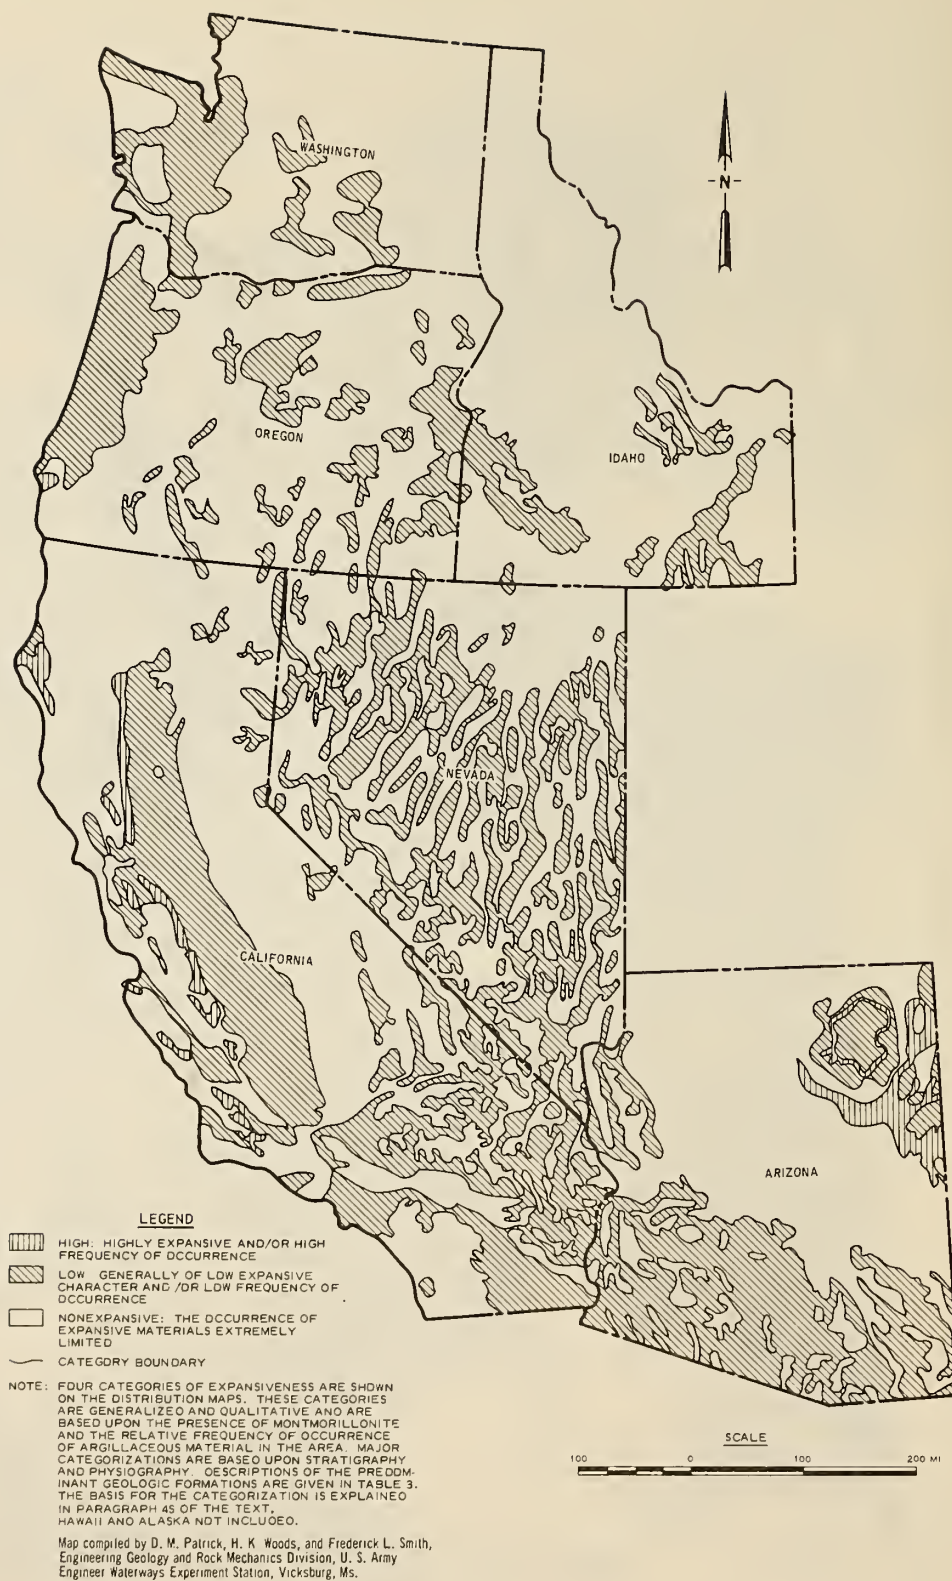 WASHINGTON
-N-
OREGON
IDAHO
NEVADA
CALIFORNIA
ARIZONA
LEGEND
HIGH: HIGHLY EXPANSIVE AND/OR HIGH
FREQUENCY OF OCCURRENCE
LOW GENERALLY OF LOW EXPANSIVE
CHARACTER AND /OR LOW FREQUENCY OF
OCCURRENCE
NONEXPANSIVE: THE OCCURRENCE OF
EXPANSIVE MATERIALS EXTREMELY
LIMITED
CATEGORY BOUNDARY
NOTE: FOUR CATEGORIES OF EXPANSIVENESS ARE SHOWN
ON THE DISTRIBUTION MAPS. THESE CATEGORIES
ARE GENERALIZED AND QUALITATIVE AND ARE
BASED UPON THE PRESENCE OF MONTMORILLONITE
AND THE RELATIVE FREQUENCY OF OCCURRENCE
OF ARGILLACEOUS MATERIAL IN THE AREA. MAJOR
CATEGORIZATIONS ARE BASED UPON STRATIGRAPHY
AND PHYSIOGRAPHY. DESCRIPTIONS OF THE PREDOM-
INANT GEOLOGIC FORMATIONS ARE GIVEN IN TABLE 3.
THE BASIS FOR THE CATEGORIZATION IS EXPLAINED
IN PARAGRAPH 45 OF THE TEXT.
HAWAII AND ALASKA NOT INCLUDED.
Map compiled by D. M. Patrick, H. K Woods, and Frederick L. Smith,
Engineering Geology and Rock Mechanics Division, U. S. Army
Engineer Waterways Experiment Station, Vicksburg, Ms.
SCALE
100 0 100 200 MI